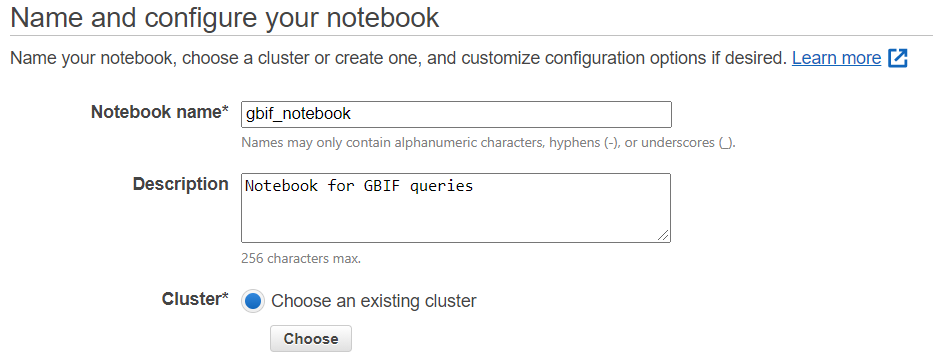 Name and configure your notebook
Name your notebook, choose a cluster or create one, and customize configuration options if desired. Learn more
Notebook name* gbif_notebook
Names may only contain alphanumeric characters, hyphens (-), or underscores (_).
Description Notebook for GBIF queries
256 characters max.
Cluster* Choose an existing cluster
Choose